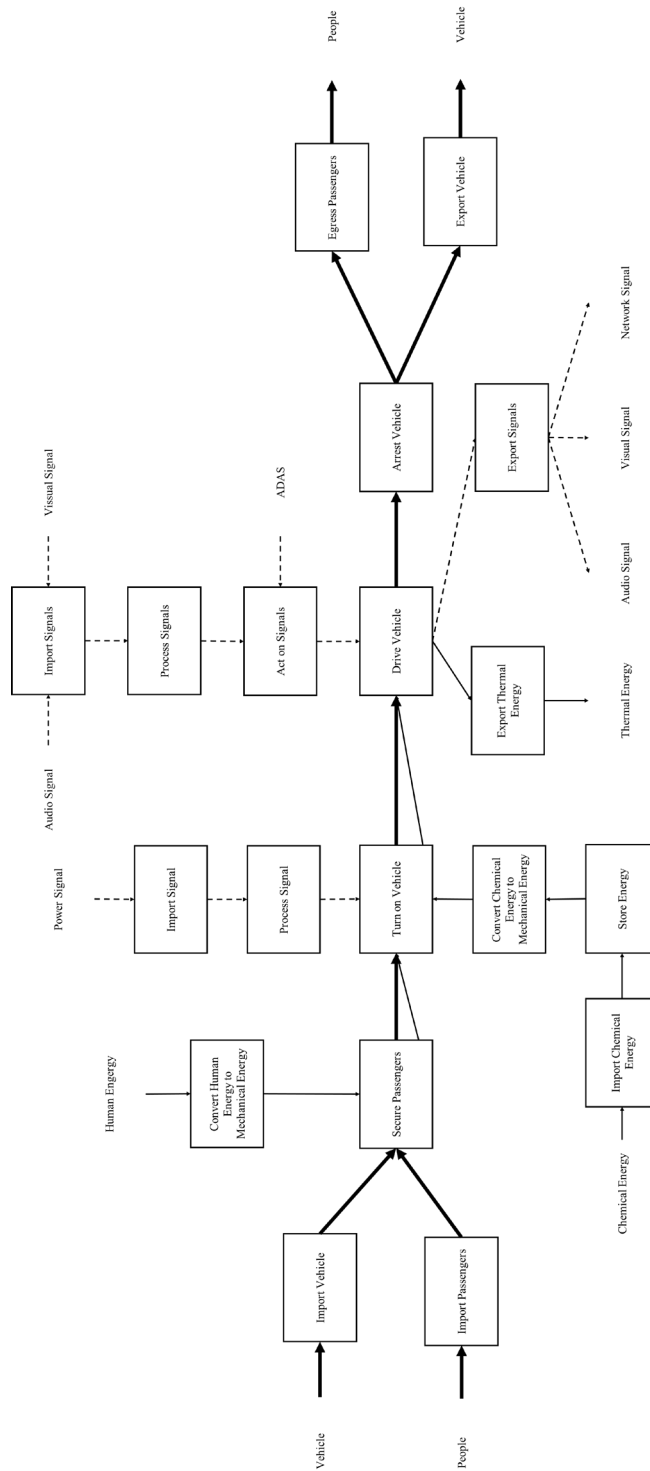 Vehicle
People
Import Vehicle
Import Passengers
Human Engergy
Convert Human
Energy to
Mechanical Energy
Secure Passengers
Chemical Energy
Import Chemical
Energy
Store Energy
Convert Chemical
Energy to
Mechanical Energy
Power Signal
Import Signal
Process Signal
Turn on Vehicle
Audio Signal
Vissual Signal
Import Signals
Process Signals
Act on Signals
ADAS
Drive Vehicle
Export Thermal
Energy
Thermal Energy
Arrest Vehicle
Export Signals
Audio Signal
Visual Signal
Network Signal
Egress Passengers
Export Vehicle
People
Vehicle